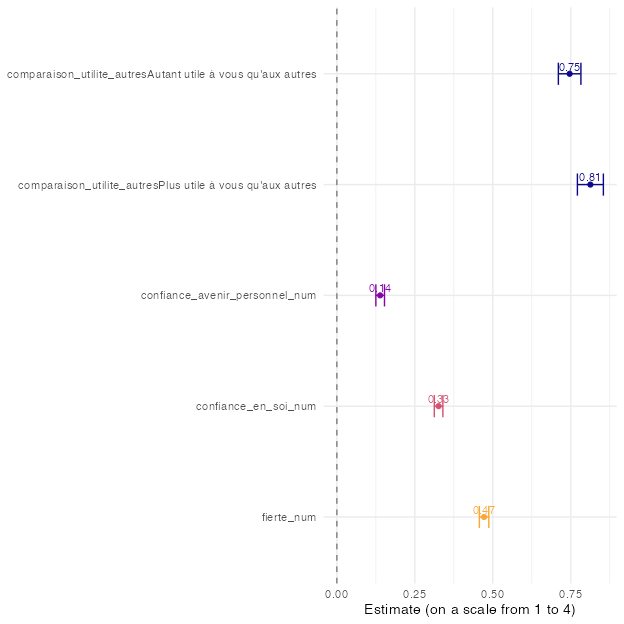 comparaison_utilite_autresAutant utile à vous qu'aux autres
0.75
comparaison_utilite_autresPlus utile à vous qu'aux autres
0.81
confiance_avenir_personnel_num
0.14
confiance_en_soi_num
0.33
fierte_num
0.47
0.00 0.25 0.50 0.75
Estimate (on a scale from 1 to 4)